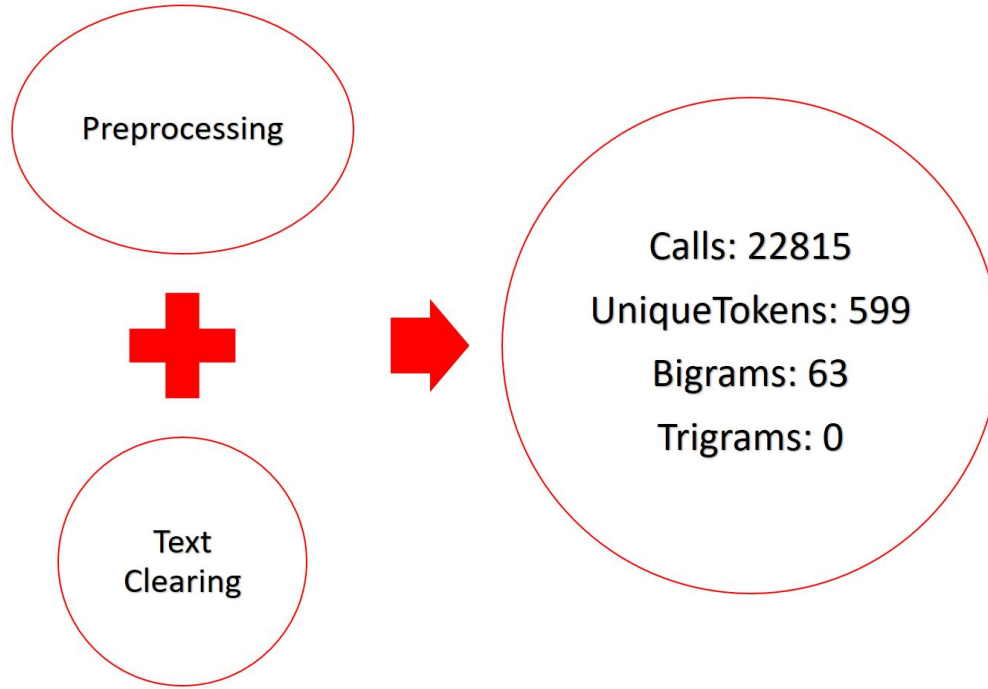 Preprocessing
Text
Clearing
Calls: 22815
UniqueTokens: 599
Bigrams: 63
Trigrams: 0